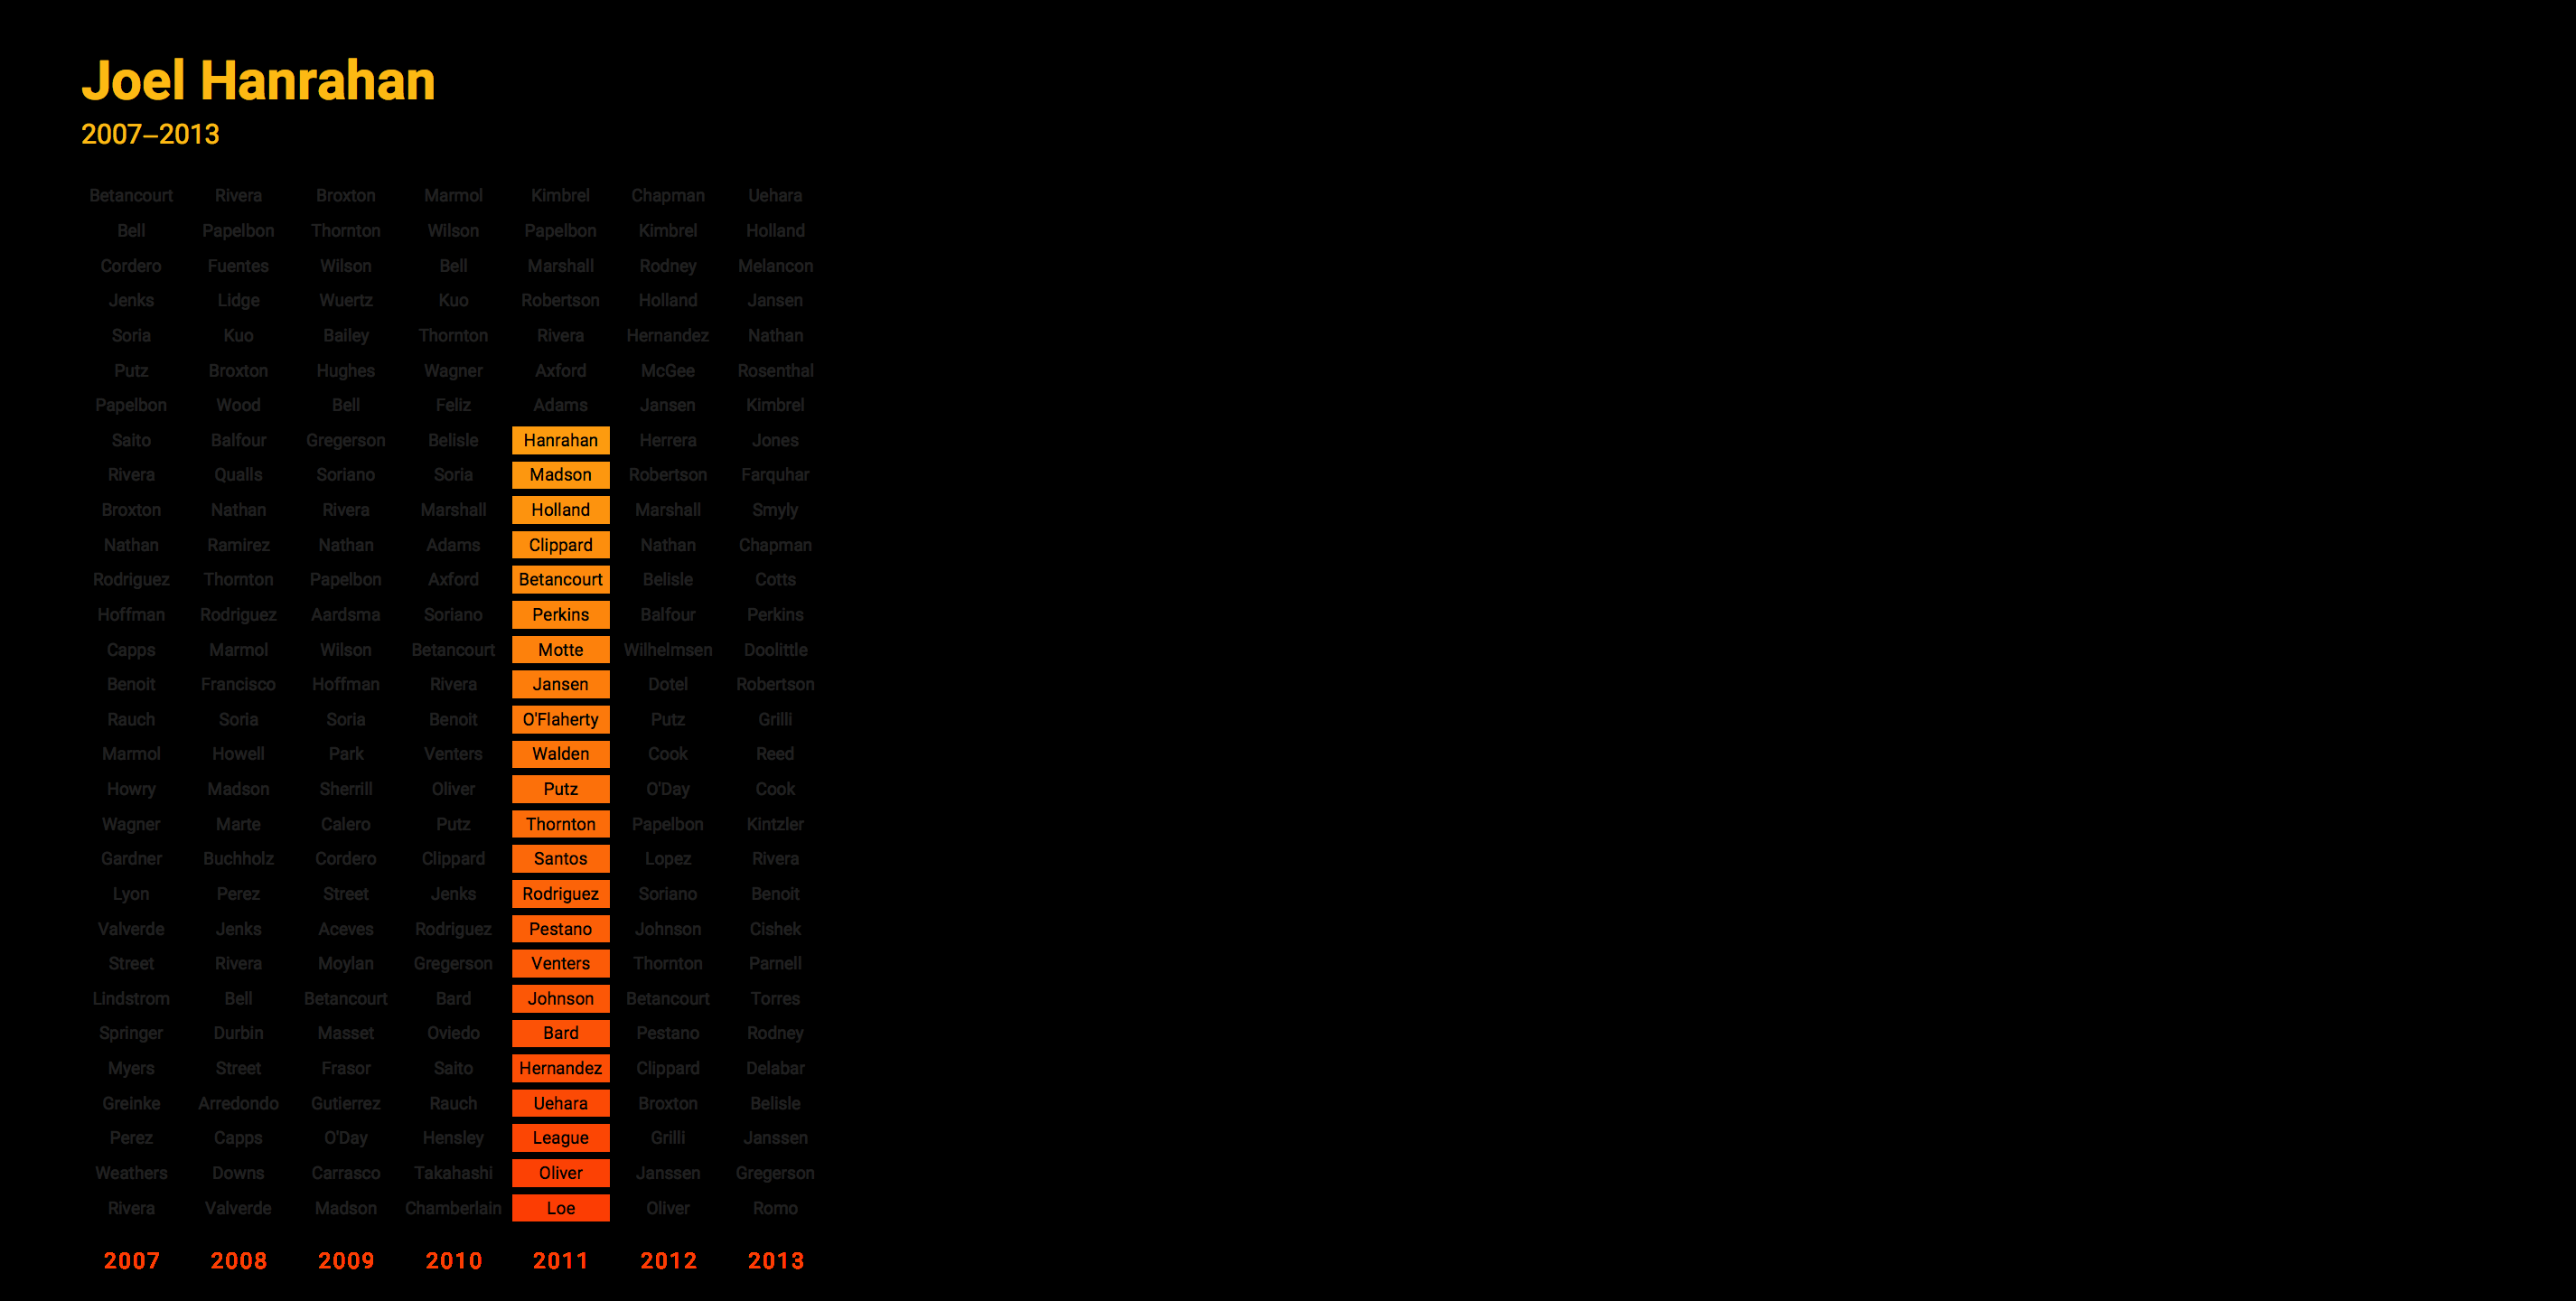 Joel Hanrahan
2007–2013
Betancourt Rivera Broxton Marmol Kimbrel Chapman Uehara
Bell Papelbon Thornton Wilson Papelbon Kimbrel Holland
Cordero Fuentes Wilson Bell Marshall Rodney Melancon
Jenks Lidge Wuertz Kuo Robertson Holland Jansen
Soria Kuo Bailey Thornton Rivera Hernandez Nathan
Putz Broxton Hughes Wagner Axford McGee Rosenthal
Papelbon Wood Bell Feliz Adams Jansen Kimbrel
Saito Balfour Gregerson Belisle Hanrahan Herrera Jones
Rivera Qualls Soriano Soria Madson Robertson Farquhar
Broxton Nathan Rivera Marshall Holland Marshall Smyly
Nathan Ramirez Nathan Adams Clippard Nathan Chapman
Rodriguez Thornton Papelbon Axford Betancourt Belisle Cotts
Hoffman Rodriguez Aardsma Soriano Perkins Balfour Perkins
Capps Marmol Wilson Betancourt Motte Wilhelmsen Doolittle
Benoit Francisco Hoffman Rivera Jansen Dotel Robertson
Rauch Soria Soria Benoit O'Flaherty Putz Grilli
Marmol Howell Park Venters Walden Cook Reed
Howry Madson Sherrill Oliver Putz O'Day Cook
Wagner Marte Calero Putz Thornton Papelbon Kintzler
Gardner Buchholz Cordero Clippard Santos Lopez Rivera
Lyon Perez Street Jenks Rodriguez Soriano Benoit
Valverde Jenks Aceves Rodriguez Pestano Johnson Cishek
Street Rivera Moylan Gregerson Venters Thornton Parnell
Lindstrom Bell Betancourt Bard Johnson Betancourt Torres
Springer Durbin Masset Oviedo Bard Pestano Rodney
Myers Street Frasor Saito Hernandez Clippard Delabar
Greinke Arredondo Gutierrez Rauch Uehara Broxton Belisle
Perez Capps O'Day Hensley League Grilli Janssen
Weathers Downs Carrasco Takahashi Oliver Janssen Gregerson
Rivera Valverde Madson Chamberlain Loe Oliver Romo
2007 2008 2009 2010 2011 2012 2013